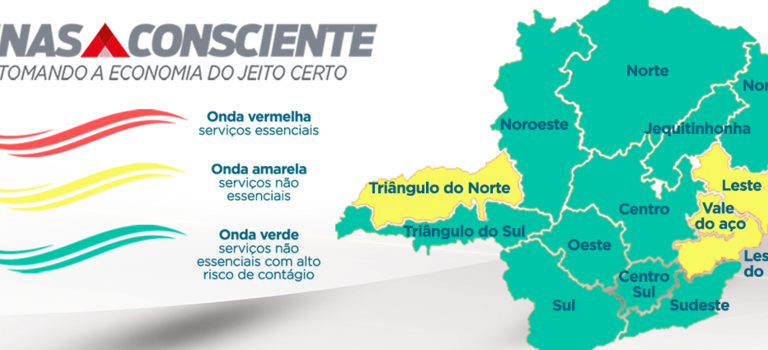 NAS CONSCIENTE
TOMANDO A ECONOMIA DO JEITO CERTO
Onda vermelha
serviços essenciais
Onda amarela
serviços não
essenciais
Onda verde
serviços não
essenciais com alto
risco de contágio
Norte
Nor
Noroeste
Jequitinhonha
Triângulo do Norte
Leste
Vale
do aço
Centro
Triângulo do Sul
Oeste
Les
do
Centro
Sul
Sul
Sudeste